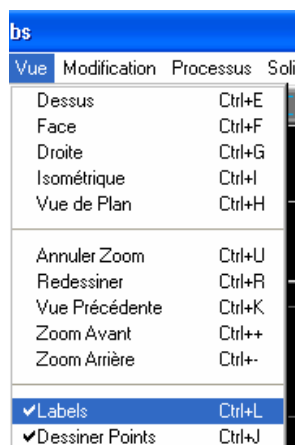 bs
Vue Modification Processus Soli
Dessus Ctrl+E
Face Ctrl+F
Droite Ctrl+G
Isométrique Ctrl+I
Vue de Plan Ctrl+H
Annuler Zoom Ctrl+U
Redessiner Ctrl+R
Vue Précédente Ctrl+K
Zoom Avant Ctrl++
Zoom Arrière Ctrl+-
✔Labels Ctrl+L
✔Dessiner Points Ctrl+J